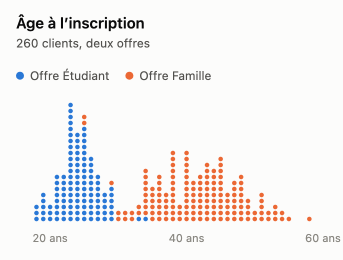 Âge à l’inscription
260 clients, deux offres
Offre Étudiant
Offre Famille
20 ans
40 ans
60 ans